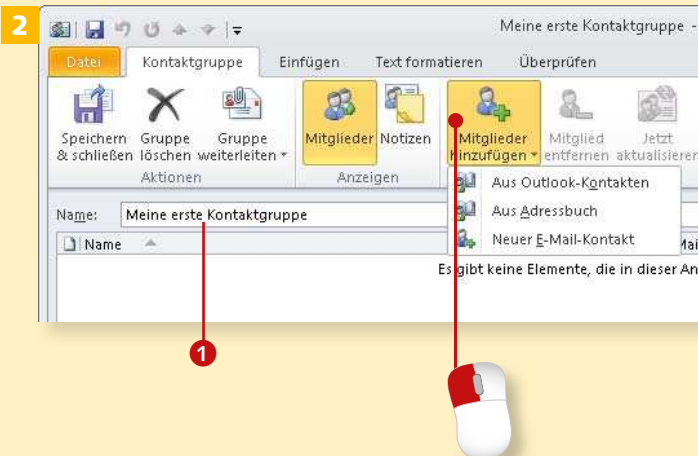 2
Meine erste Kontaktgruppe -
Datei Kontaktgruppe Einfügen Text formatieren Überprüfen
Speichern Gruppe Gruppe Mitglieder Notizen Mitglieder Mitglied Jetzt
& schließen löschen weiterleiten hinzufügen entfernen aktualisieren
Aktionen Anzeigen
Aus Outlook-Kontakten
Name: Meine erste Kontaktgruppe
Aus Adressbuch
Name
Neuer E-Mail-Kontakt
Es gibt keine Elemente, die in dieser An
1